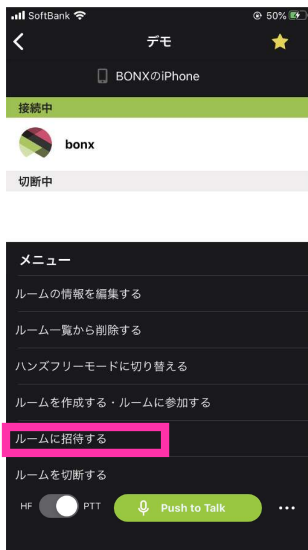 SoftBank 50%
デモ
BONXのiPhone
接続中
bonx
切断中
メニュー
ルームの情報を編集する
ルーム一覧から削除する
ハンズフリーモードに切り替える
ルームを作成する・ルームに参加する
ルームに招待する
ルームを切断する
HF PTT Push to Talk